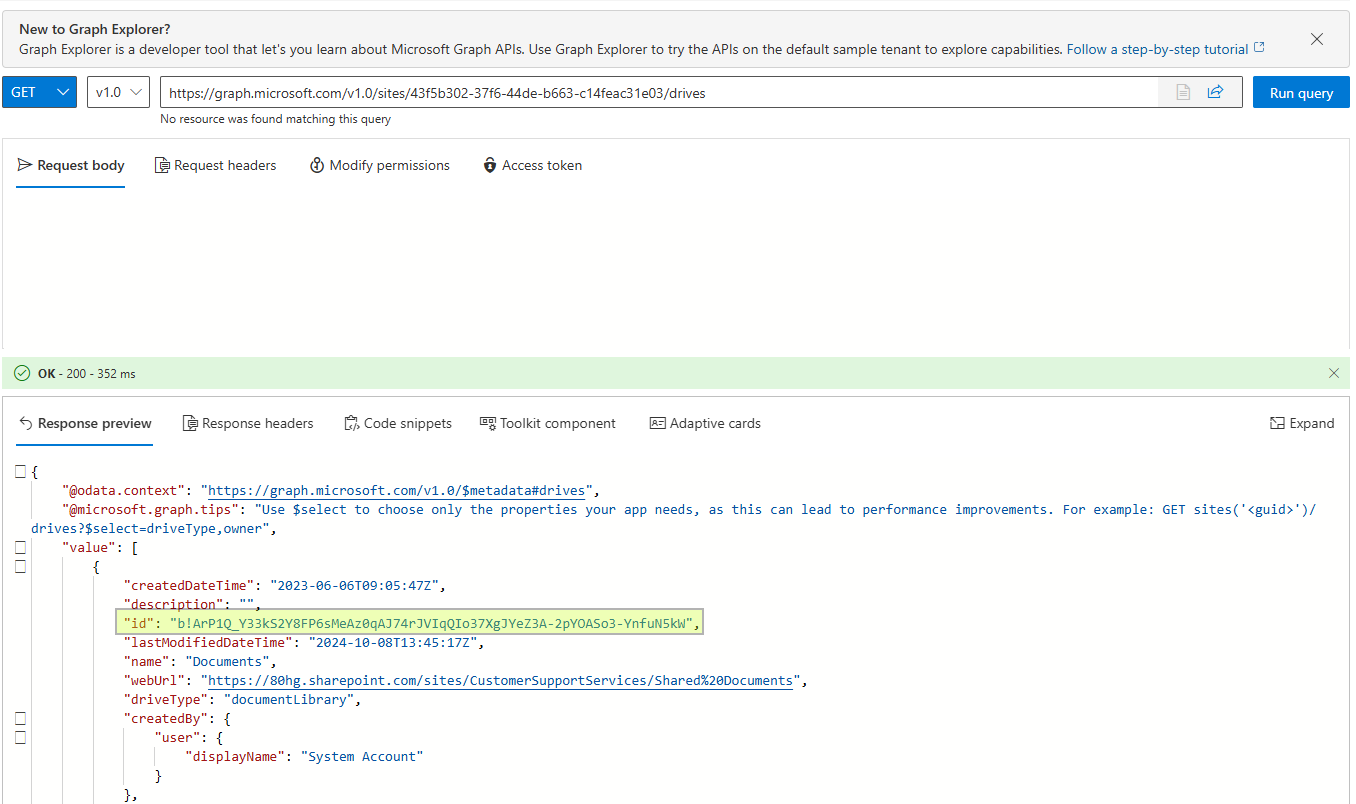 New to Graph Explorer?
Graph Explorer is a developer tool that let's you learn about Microsoft Graph APIs. Use Graph Explorer to try the APIs on the default sample tenant to explore capabilities. Follow a step-by-step tutorial
GET v1.0 https://graph.microsoft.com/v1.0/sites/43f5b302-37f6-44de-b663-c14feac31e03/drives Run query
No resource was found matching this query
Request body Request headers Modify permissions Access token
OK - 200 - 352 ms
Response preview Response headers Code snippets Toolkit component Adaptive cards Expand
{
"@odata.context": "https://graph.microsoft.com/v1.0/$metadata#drives",
"@microsoft.graph.tips": "Use $select to choose only the properties your app needs, as this can lead to performance improvements. For example: GET sites('<guid>')/
drives?$select=driveType,owner",
"value": [
{
"createdDateTime": "2023-06-06T09:05:47Z",
"description": "",
"id": "b!ArP1Q_Y33kS2Y8FP6sMeAz0qAJ74rJVIqQIo37XgJYeZ3A-2pYOASo3-YnfuN5kW",
"lastModifiedDateTime": "2024-10-08T13:45:17Z",
"name": "Documents",
"webUrl": "https://80hg.sharepoint.com/sites/CustomerSupportServices/Shared%20Documents",
"driveType": "documentLibrary",
"createdBy": {
"user": {
"displayName": "System Account"
}
},